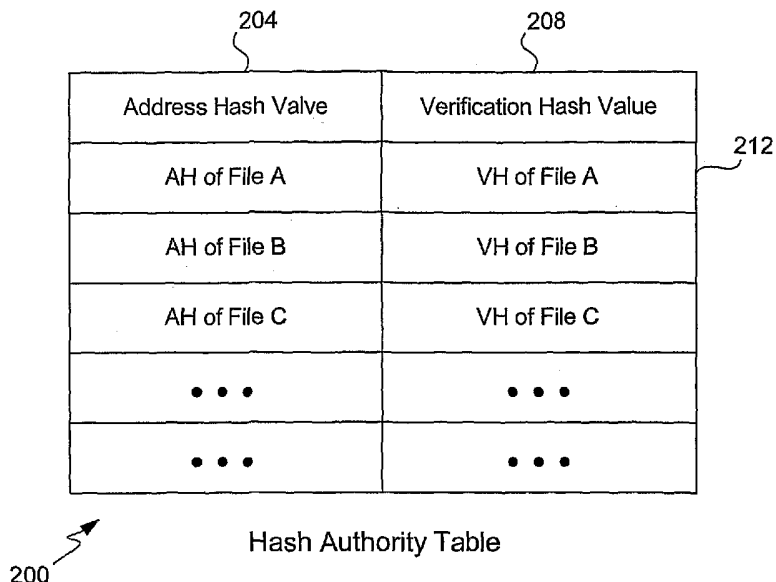 204 208
Address Hash Valve Verification Hash Value
212
AH of File A VH of File A
AH of File B VH of File B
AH of File C VH of File C
• • • • • •
• • • • • •
Hash Authority Table
200